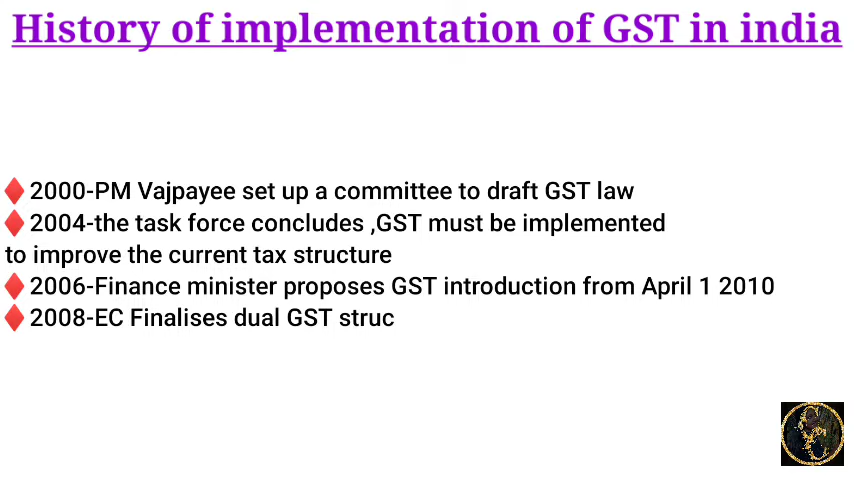 History of implementation of GST in india
♦2000-PM Vajpayee set up a committee to draft GST law
♦2004-the task force concludes ,GST must be implemented
to improve the current tax structure
♦2006-Finance minister proposes GST introduction from April 1 2010
♦2008-EC Finalises dual GST struc